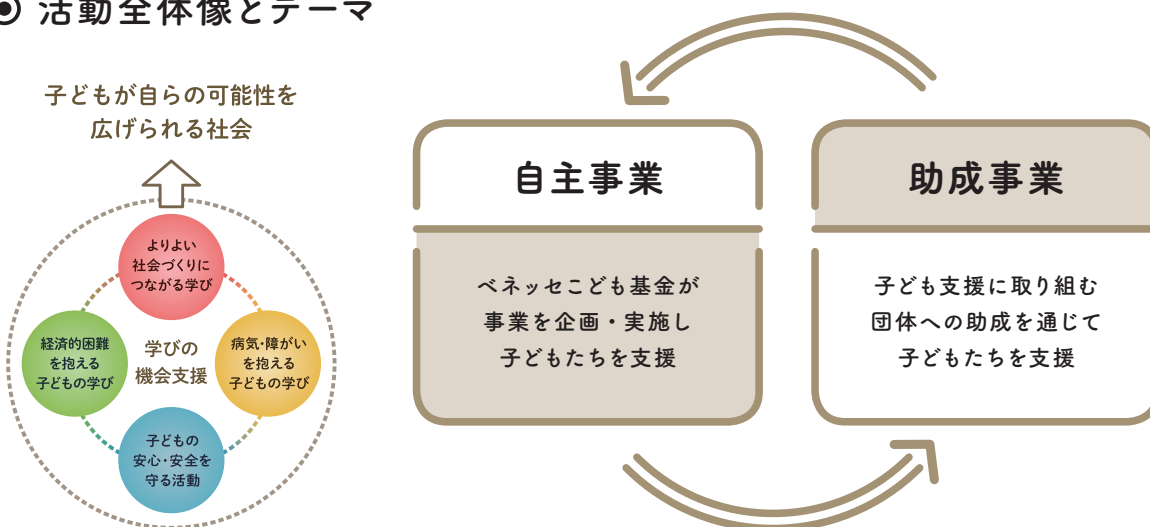 活動全体像とテーマ
子どもが自らの可能性を
広げられる社会
よりよい
社会づくりに
つながる学び
経済的困難
を抱える
子どもの学び
学びの
機会支援
病気・障がい
を抱える
子どもの学び
子どもの
安心・安全を
守る活動
自主事業
ベネッセこども基金が
事業を企画・実施し
子どもたちを支援
助成事業
子ども支援に取り組む
団体への助成を通じて
子どもたちを支援